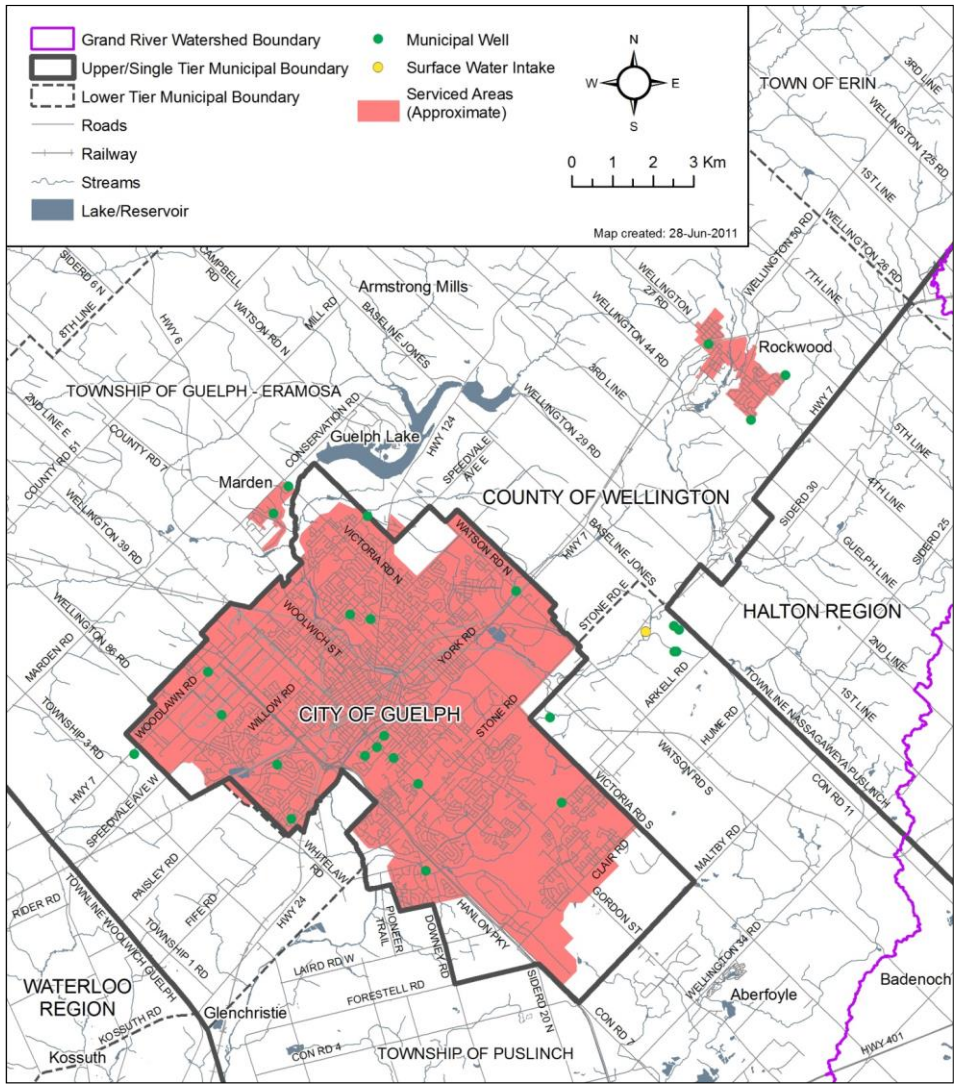 Grand River Watershed Boundary
Upper/Single Tier Municipal Boundary
Lower Tier Municipal Boundary
Roads
Railway
Streams
Lake/Reservoir
Municipal Well
Surface Water Intake
Serviced Areas
(Approximate)
N
W
E
S
0 1 2 3 Km
Map created: 28-Jun-2011
TOWN OF ERIN
3RD LINE
WELLINGTON 125 RD
1ST LINE
WELLINGTON 50 RD
WELLINGTON 26 RD
7TH LINE
SIDERD 6 N
8TH LINE
CAMPBELL
RD
HWY 6
WATSON RD N
MILL RD
Armstrong Mills
BASELINE JONES
WELLINGTON
27 RD
WELLINGTON 44 RD
Rockwood
3RD LINE
HWY 7
TOWNSHIP OF GUELPH - ERAMOSA
2ND LINE E
COUNTY RD 51
COUNTY RD 7
CONSERVATION RD
Guelph Lake
HWY 124
SPEEDVALE
AVE E
WELLINGTON 29 RD
5TH LINE
4TH LINE
SIDERD 25
SIDERD 30
GUELPH LINE
Marden
WELLINGTON 39 RD
COUNTY OF WELLINGTON
VICTORIA RD N
WATSON RD N
HWY 7
BASELINE JONES
STONE RD E
HALTON REGION
2ND LINE
1ST LINE
WELLINGTON 86 RD
MARDEN RD
WOOLWICH ST
YORK RD
WOODLAWN RD
WILLOW RD
CITY OF GUELPH
STONE RD
ARKELL RD
HUME RD
TOWNLINE NASSAGAWEYA PUSLINCH
TOWNSHIP 3 RD
HWY 7
SPEEDVALE AVE W
WATSON RD S
CON RD 11
VICTORIA RD S
MALTBY RD
CLAIR RD
GORDON ST
PAISLEY RD
WHITELAW
RD
RIDER RD
FIFE RD
HWY 24
TOWNLINE WOOLWICH GUELPH
TOWNSHIP 1 RD
PIONEER
TRAIL
DOWNEY RD
HANLON PKY
LAIRD RD W
FORESTELL RD
SIDERD 20 N
CON RD 7
WELLINGTON 34 RD
WATERLOO
REGION
KOSSUTH RD
Kossuth
Glenchristie
CON RD 4
TOWNSHIP OF PUSLINCH
Aberfoyle
Badenoch
HWY 401